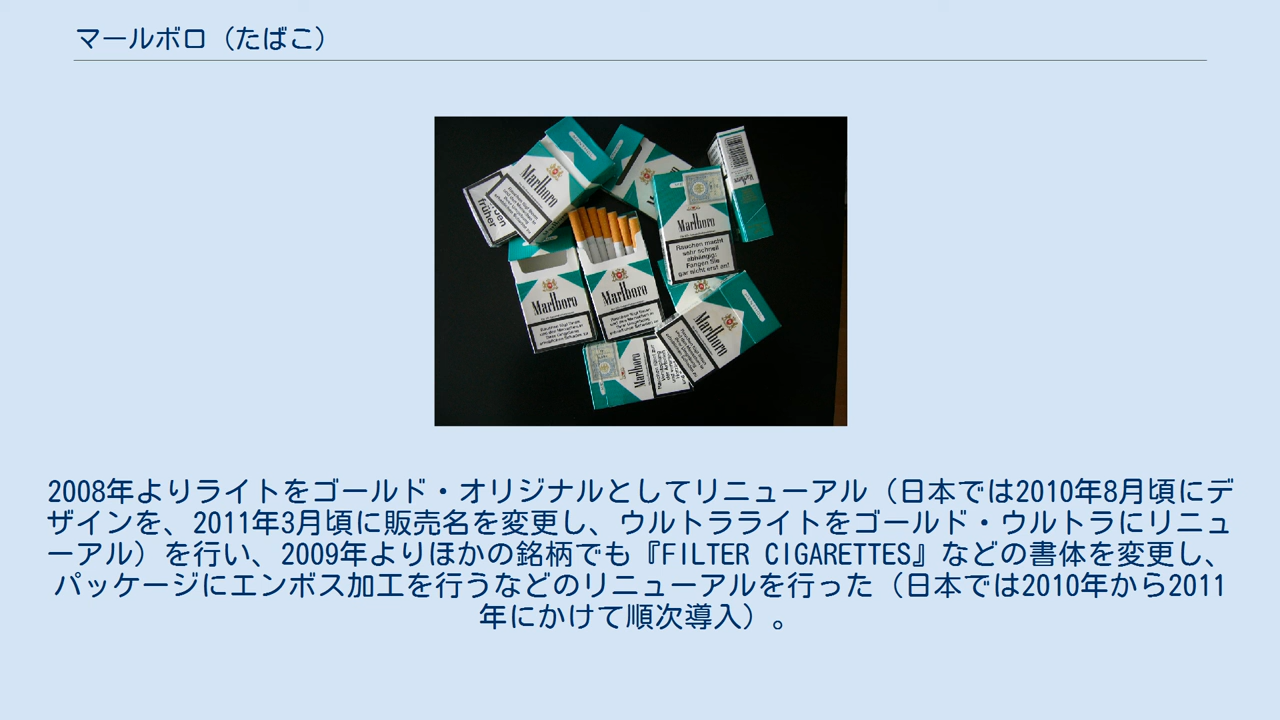 マールボロ（たばこ）
Marlboro
früher
Marlboro
Rauchen macht
sehr schnell
abhängig:
Fangen Sie
gar nicht erst an!
Marlboro
Marlboro
Marlboro
Marlboro
2008年よりライトをゴールド・オリジナルとしてリニューアル（日本では2010年8月頃にデ
ザインを、2011年3月頃に販売名を変更し、ウルトラライトをゴールド・ウルトラにリニュ
ーアル）を行い、2009年よりほかの銘柄でも『FILTER CIGARETTES』などの書体を変更し、
パッケージにエンボス加工を行うなどのリニューアルを行った（日本では2010年から2011
年にかけて順次導入）。